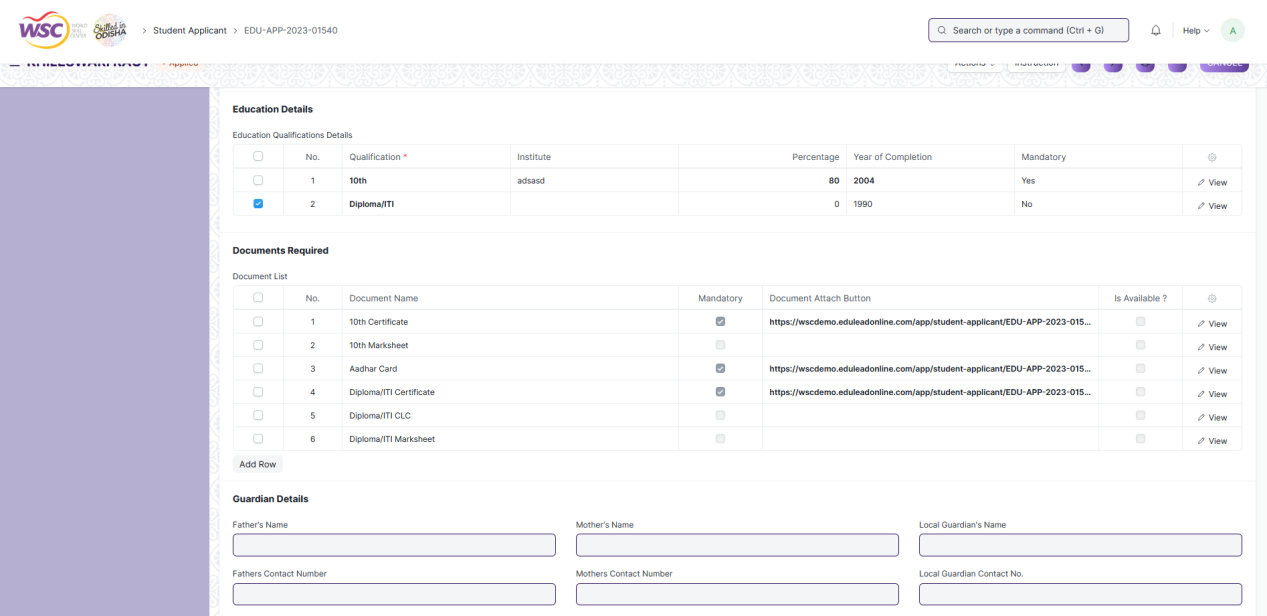 WSC WORLD SKILL CENTER Skilled in ODISHA > Student Applicant > EDU-APP-2023-01540 Search or type a command (Ctrl + G) Help A
Actions Instruction CANCEL
Education Details
Education Qualifications Details
No. Qualification * Institute Percentage Year of Completion Mandatory
1 10th adsasd 80 2004 Yes View
2 Diploma/ITI 0 1990 No View
Documents Required
Document List
No. Document Name Mandatory Document Attach Button Is Available ?
1 10th Certificate https://wscdemo.eduleadonline.com/app/student-applicant/EDU-APP-2023-015... View
2 10th Marksheet View
3 Aadhar Card https://wscdemo.eduleadonline.com/app/student-applicant/EDU-APP-2023-015... View
4 Diploma/ITI Certificate https://wscdemo.eduleadonline.com/app/student-applicant/EDU-APP-2023-015... View
5 Diploma/ITI CLC View
6 Diploma/ITI Marksheet View
Add Row
Guardian Details
Father's Name Mother's Name Local Guardian's Name
Fathers Contact Number Mothers Contact Number Local Guardian Contact No.